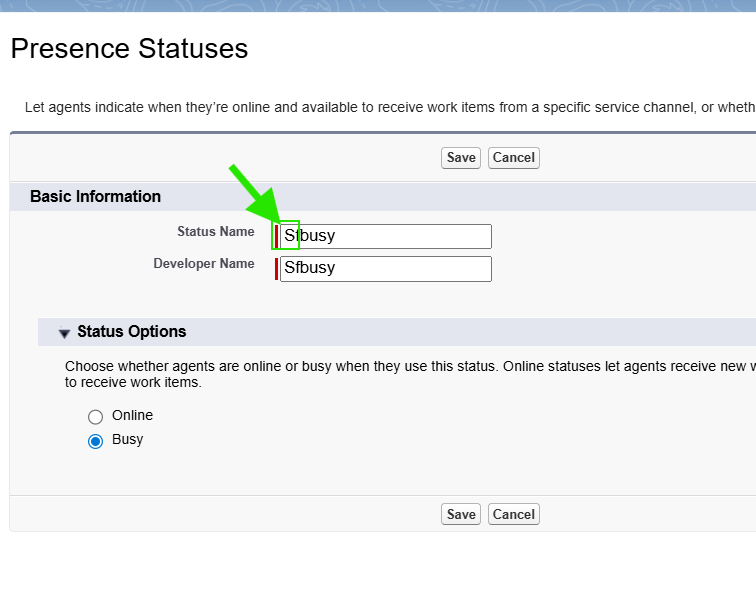 Presence Statuses
Let agents indicate when they're online and available to receive work items from a specific service channel, or wheth
Save Cancel
Basic Information
Status Name Sfbusy
Developer Name Sfbusy
Status Options
Choose whether agents are online or busy when they use this status. Online statuses let agents receive new w
to receive work items.
Online
Busy
Save Cancel